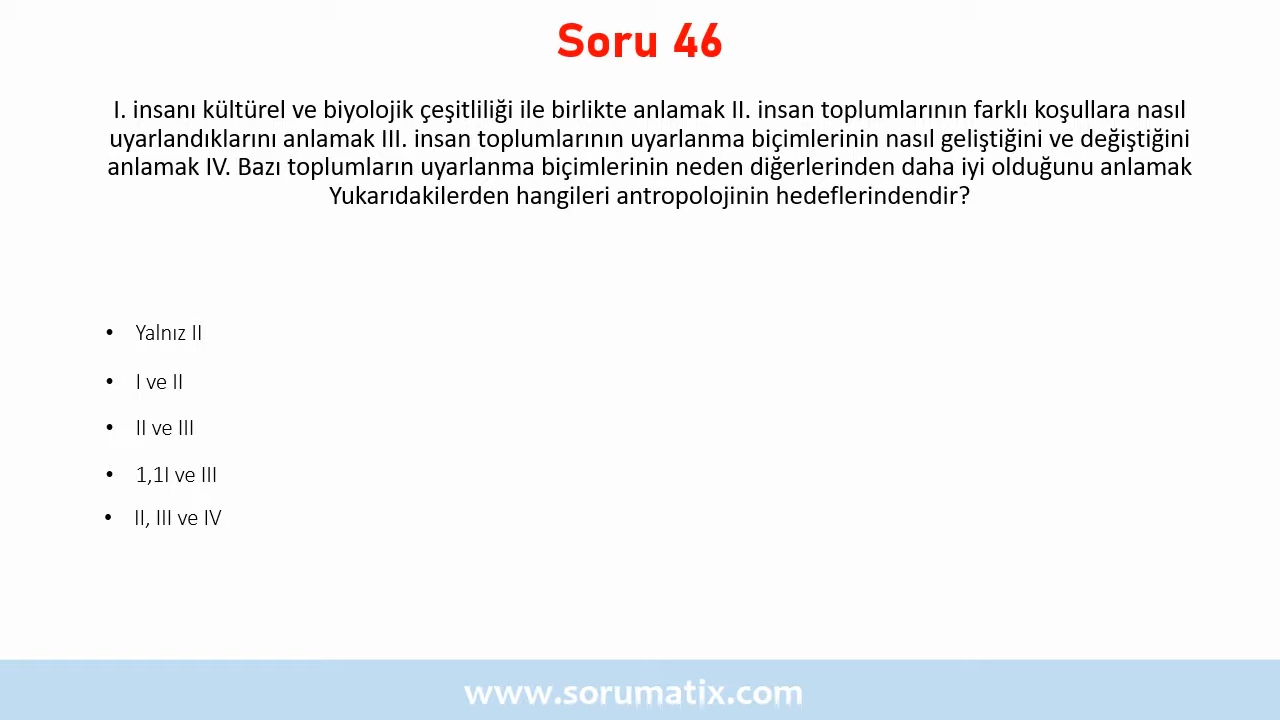 Soru 46
I. insanı kültürel ve biyolojik çeşitliliği ile birlikte anlamak II. insan toplumlarının farklı koşullara nasıl
uyarlandıklarını anlamak III. insan toplumlarının uyarlanma biçimlerinin nasıl geliştiğini ve değiştiğini
anlamak IV. Bazı toplumların uyarlanma biçimlerinin neden diğerlerinden daha iyi olduğunu anlamak
Yukarıdakilerden hangileri antropolojinin hedeflerindendir?
• Yalnız II
• I ve II
• II ve III
• 1,1I ve III
• II, III ve IV
www.sorumatix.com